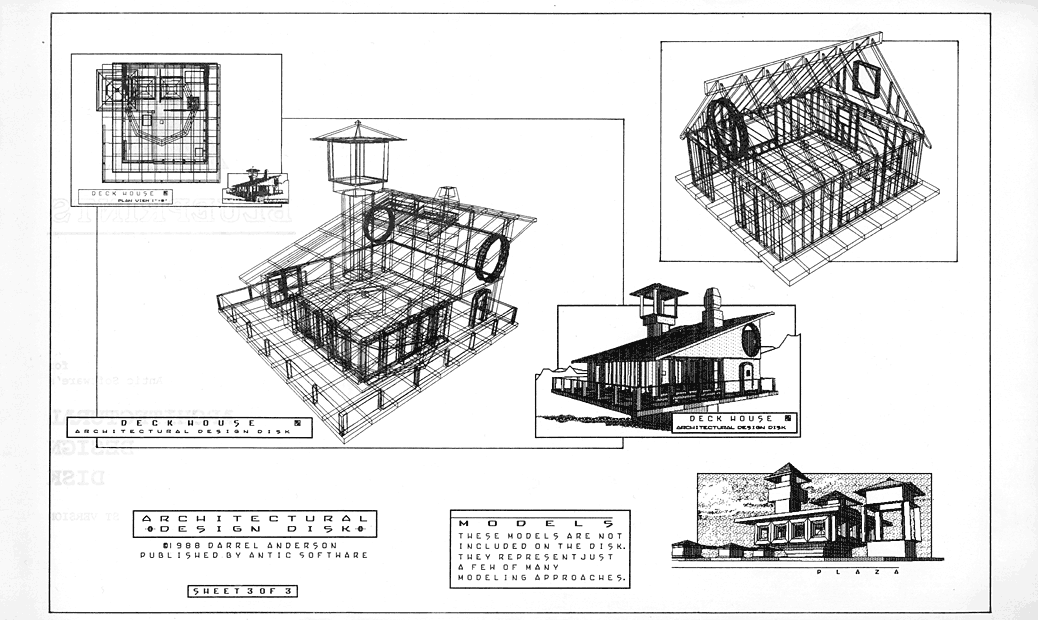 DECK HOUSE
PLAN VIEW 1"=8'
DECK HOUSE
ARCHITECTURAL DESIGN DISK
DECK HOUSE
ARCHITECTURAL DESIGN DISK
PLAZA
ARCHITECTURAL
DESIGN DISK
©1988 DARREL ANDERSON
PUBLISHED BY ANTIC SOFTWARE
SHEET 3 OF 3
MODELS
THESE MODELS ARE NOT
INCLUDED ON THE DISK.
THEY REPRESENT JUST
A FEW OF MANY
MODELING APPROACHES.